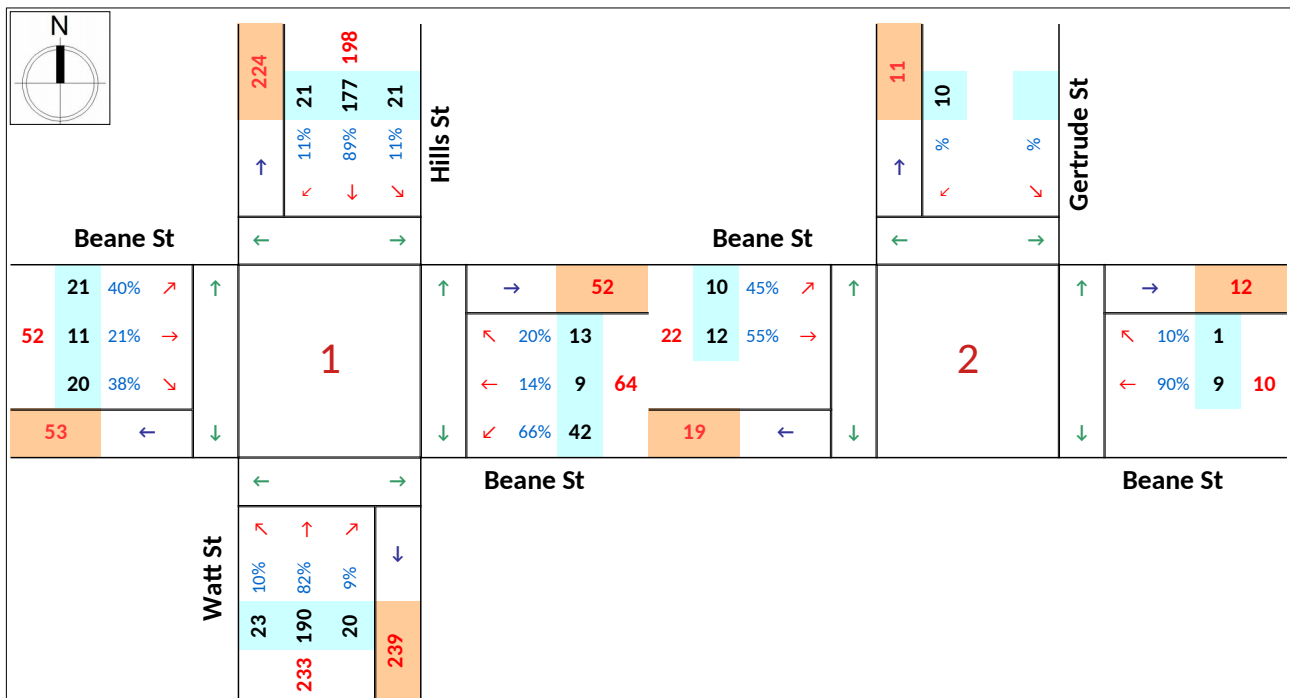 N
224
198
21 177 21
11% 89% 11%
↑ ↙ ↓ ↘
Hills St
11
10
% %
↑ ↙ ↘
Gertrude St
Beane St
← →
Beane St
← →
21 40% ↗ ↑
52 11 21% →
20 38% ↘
53 ← ↓
1
↑ → 52
↖ 20% 13
← 14% 9 64
↓ ↙ 66% 42
10 45% ↗ ↑
22 12 55% →
19 ← ↓
2
↑ → 12
↖ 10% 1
← 90% 9 10
↓
← →
Beane St
Beane St
Watt St
↖ ↑ ↗ ↓
10% 82% 9%
23 190 20
233
239